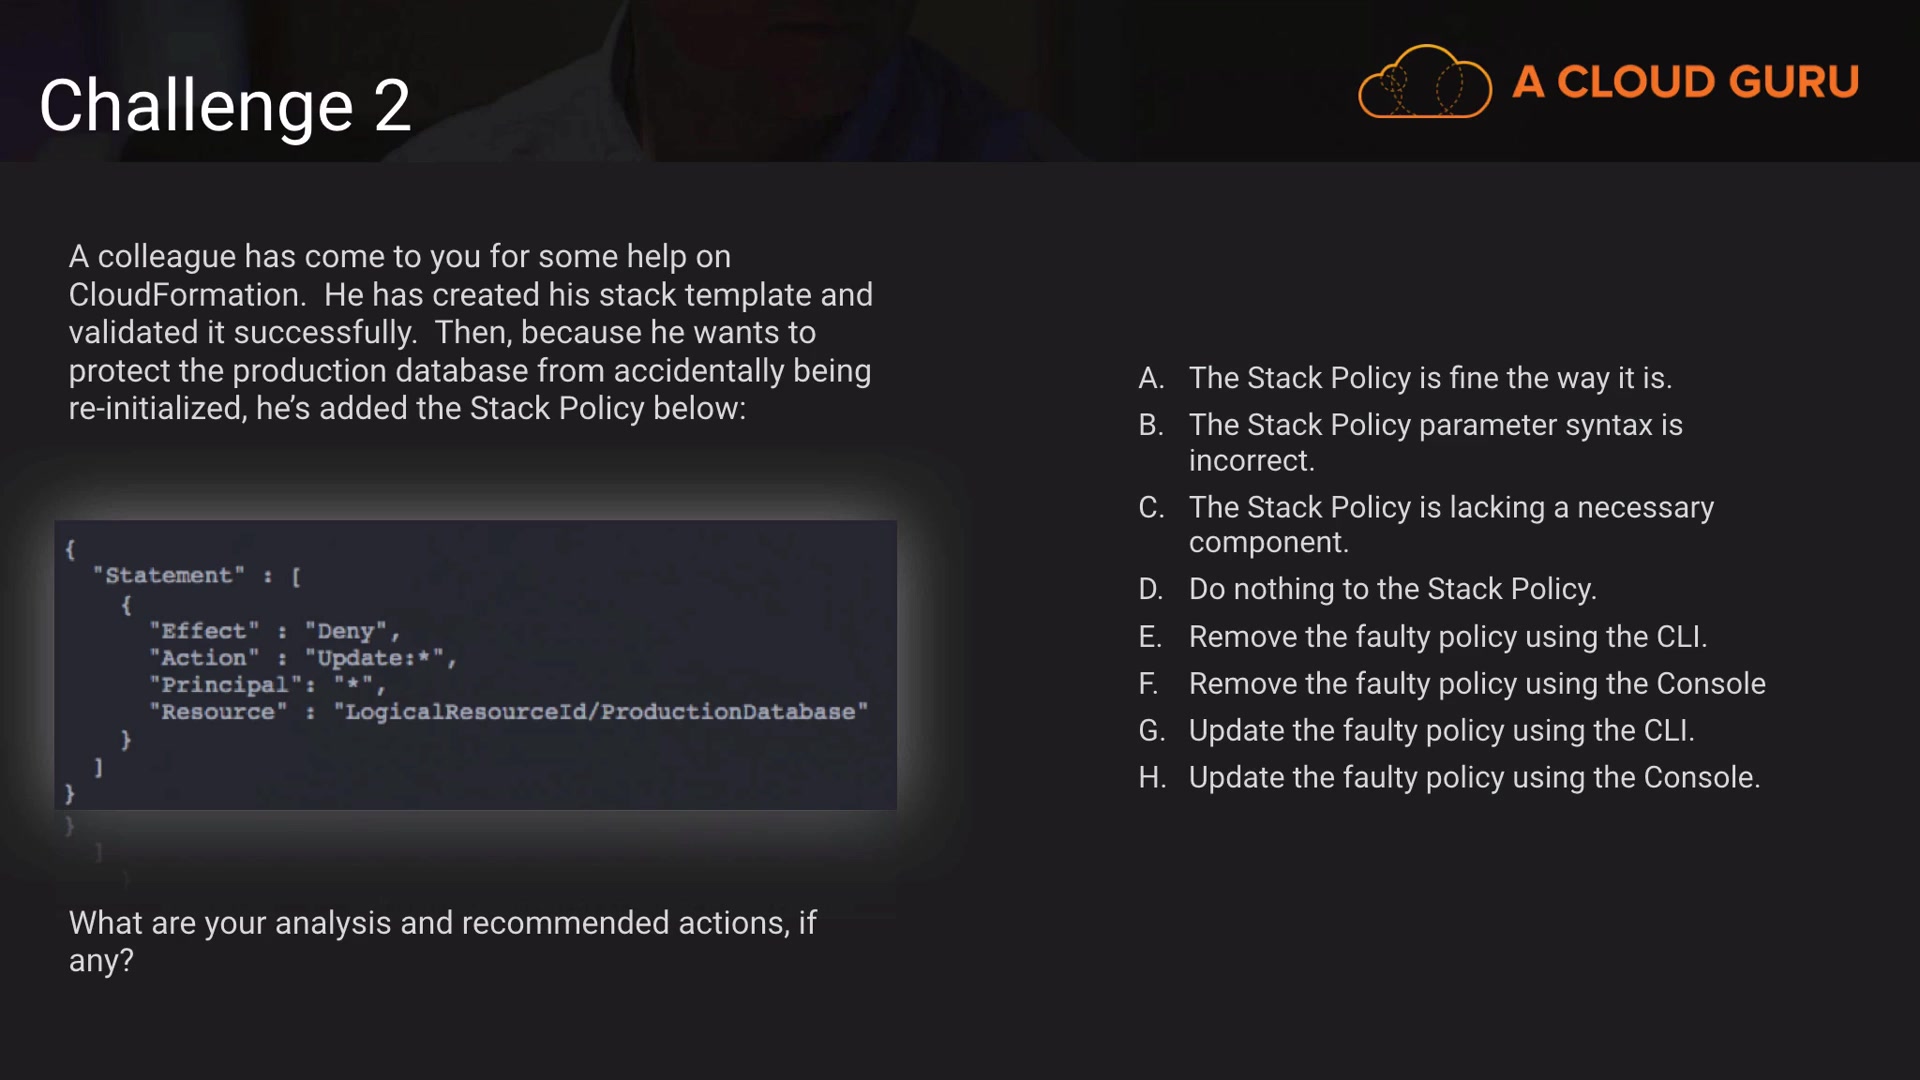 Challenge 2
A CLOUD GURU
A colleague has come to you for some help on
CloudFormation.  He has created his stack template and
validated it successfully.  Then, because he wants to
protect the production database from accidentally being
re-initialized, he’s added the Stack Policy below:
{
  "Statement" : [
    {
      "Effect" : "Deny",
      "Action" : "Update:*",
      "Principal": "*",
      "Resource" : "LogicalResourceId/ProductionDatabase"
    }
  ]
}
What are your analysis and recommended actions, if
any?
A. The Stack Policy is fine the way it is.
B. The Stack Policy parameter syntax is
incorrect.
C. The Stack Policy is lacking a necessary
component.
D. Do nothing to the Stack Policy.
E. Remove the faulty policy using the CLI.
F. Remove the faulty policy using the Console
G. Update the faulty policy using the CLI.
H. Update the faulty policy using the Console.